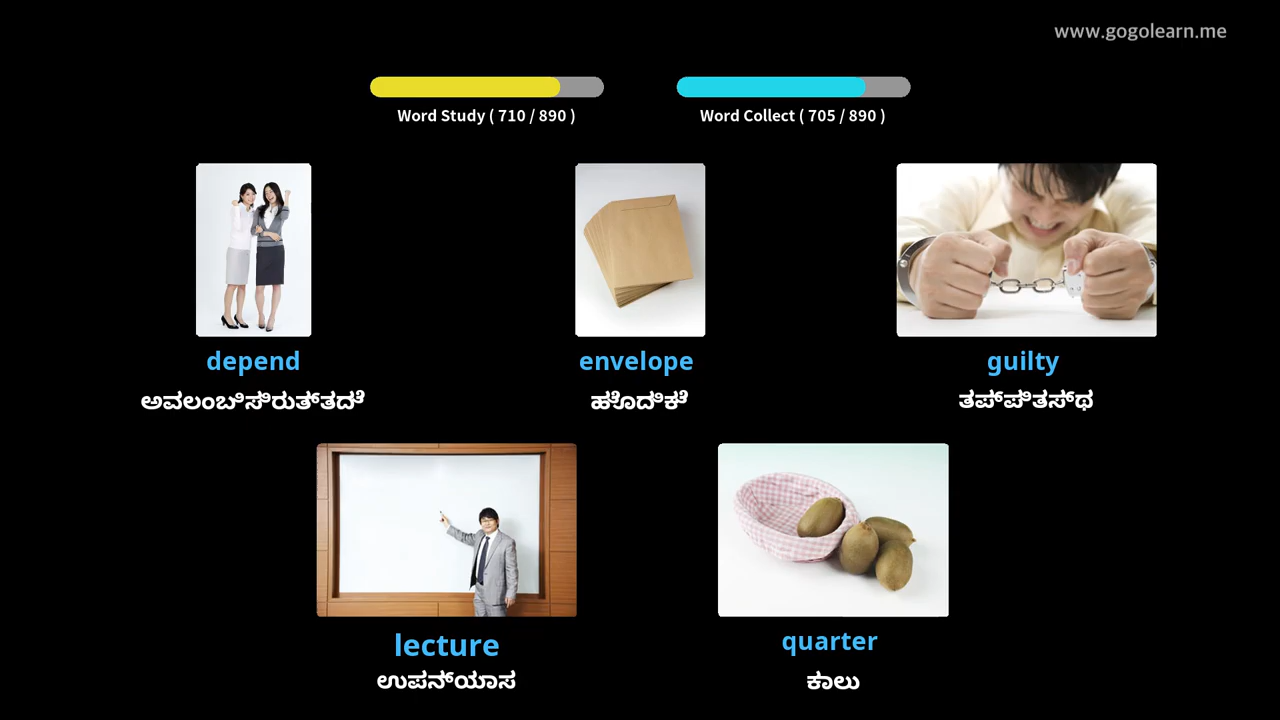 www.gogolearn.me
Word Study ( 710 / 890 )
Word Collect ( 705 / 890 )
depend
ಅವಲಂಬಿಸಿರುತ್ತದೆ
envelope
ಹೊದಿಕೆ
guilty
ತಪ್ಪಿತಸ್ಥ
lecture
ಉಪನ್ಯಾಸ
quarter
ಕಾಲು